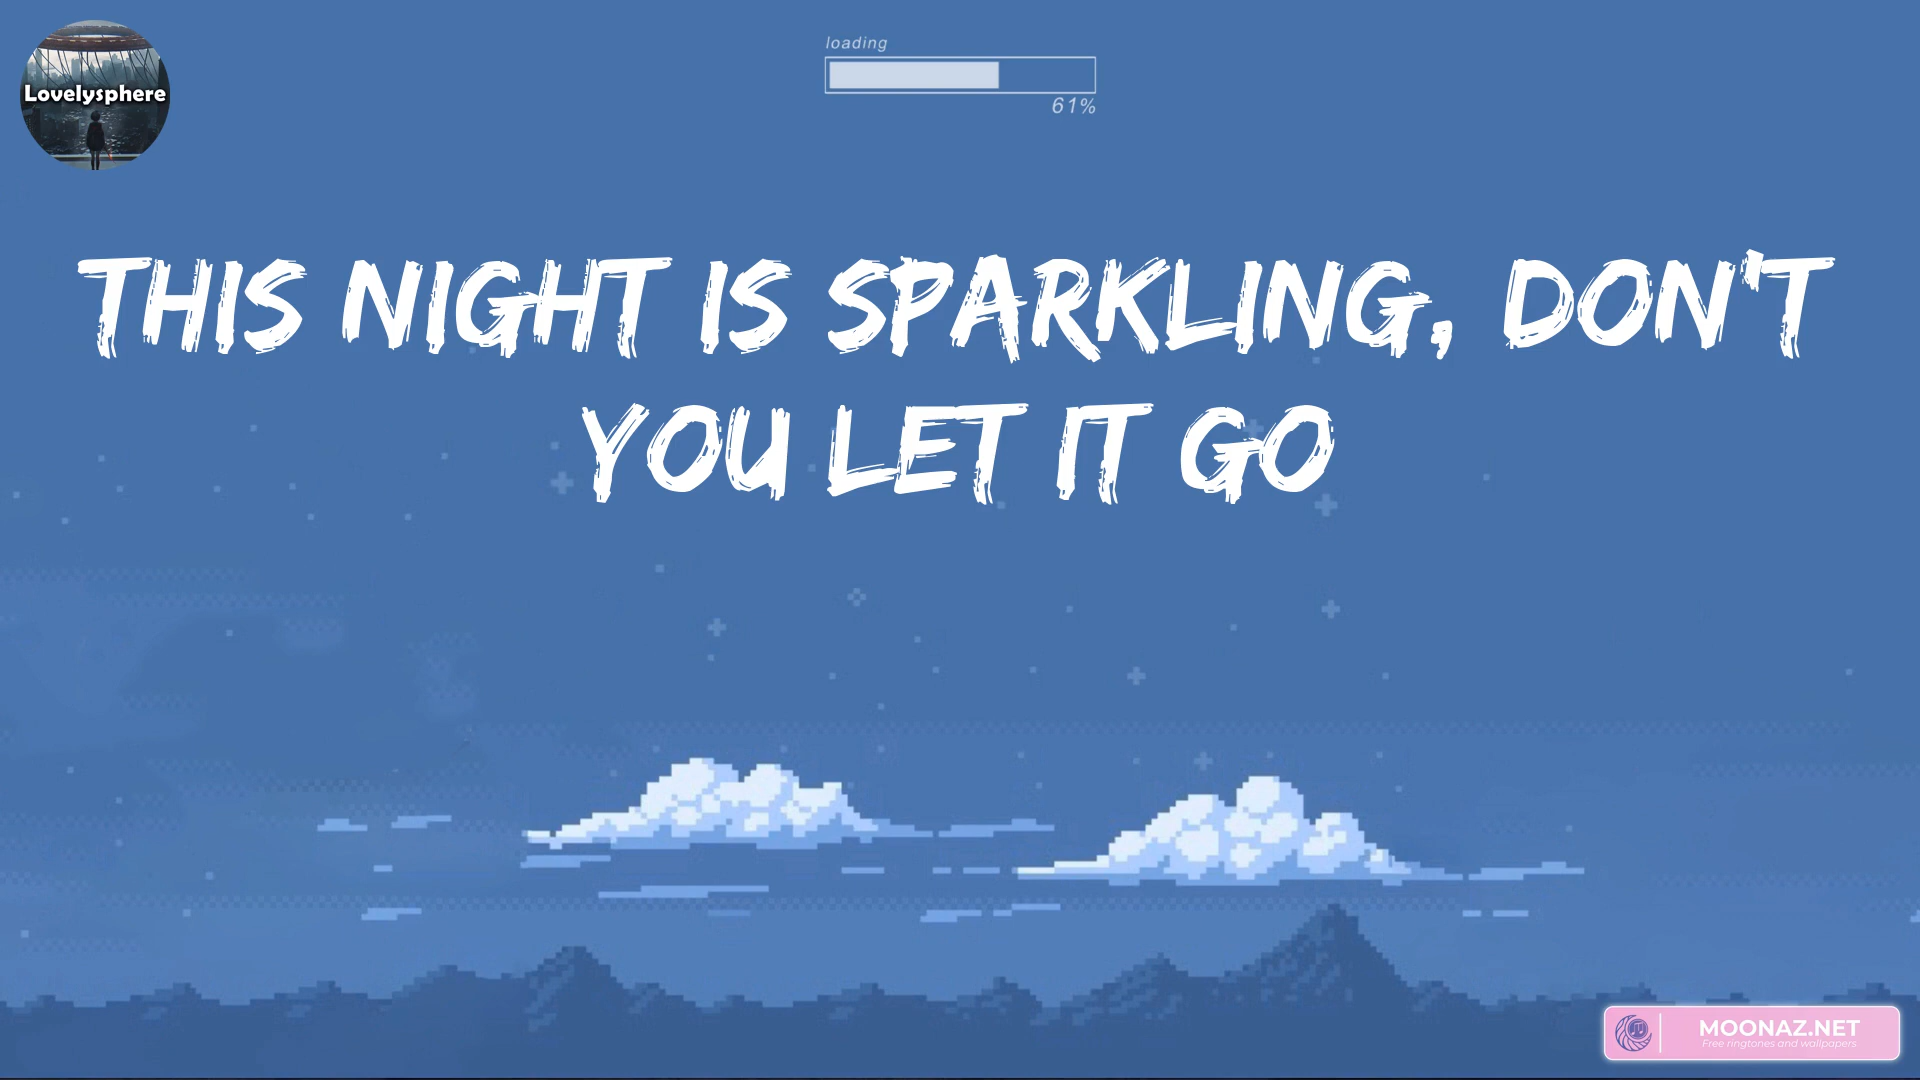 Lovelysphere
loading
61%
THIS NIGHT IS SPARKLING, DON'T
YOU LET IT GO
MOONAZ.NET
Free ringtones and wallpapers